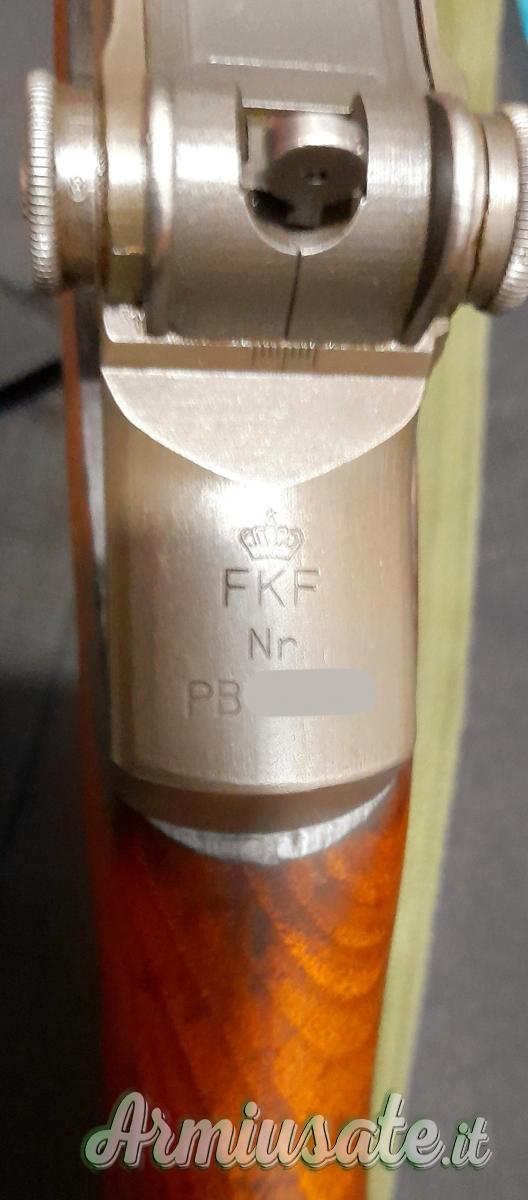 FKF
Nr
PB
Armiusate.it